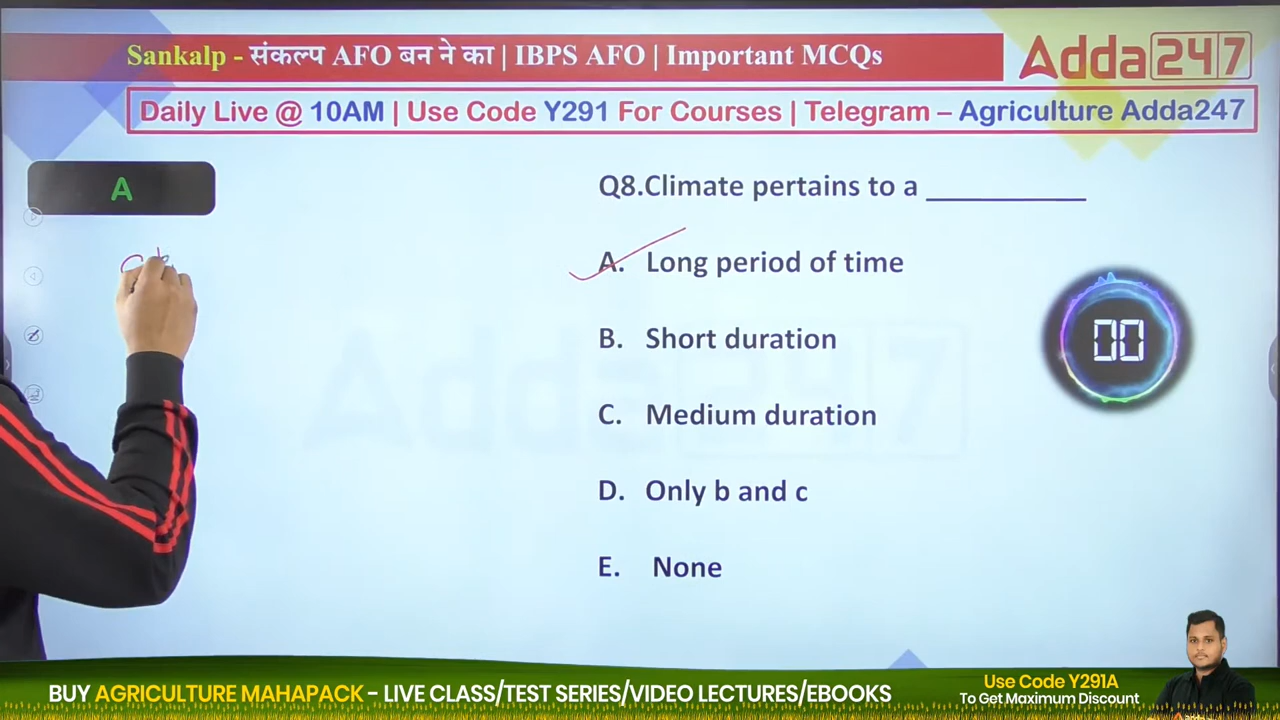 Sankalp - संकल्प AFO बन ने का | IBPS AFO | Important MCQs
Adda247
Daily Live @ 10AM | Use Code Y291 For Courses | Telegram – Agriculture Adda247
A
Q8.Climate pertains to a __________
A. Long period of time
B. Short duration
C. Medium duration
D. Only b and c
E. None
00
Adda247
BUY AGRICULTURE MAHAPACK - LIVE CLASS/TEST SERIES/VIDEO LECTURES/EBOOKS
Use Code Y291A
To Get Maximum Discount